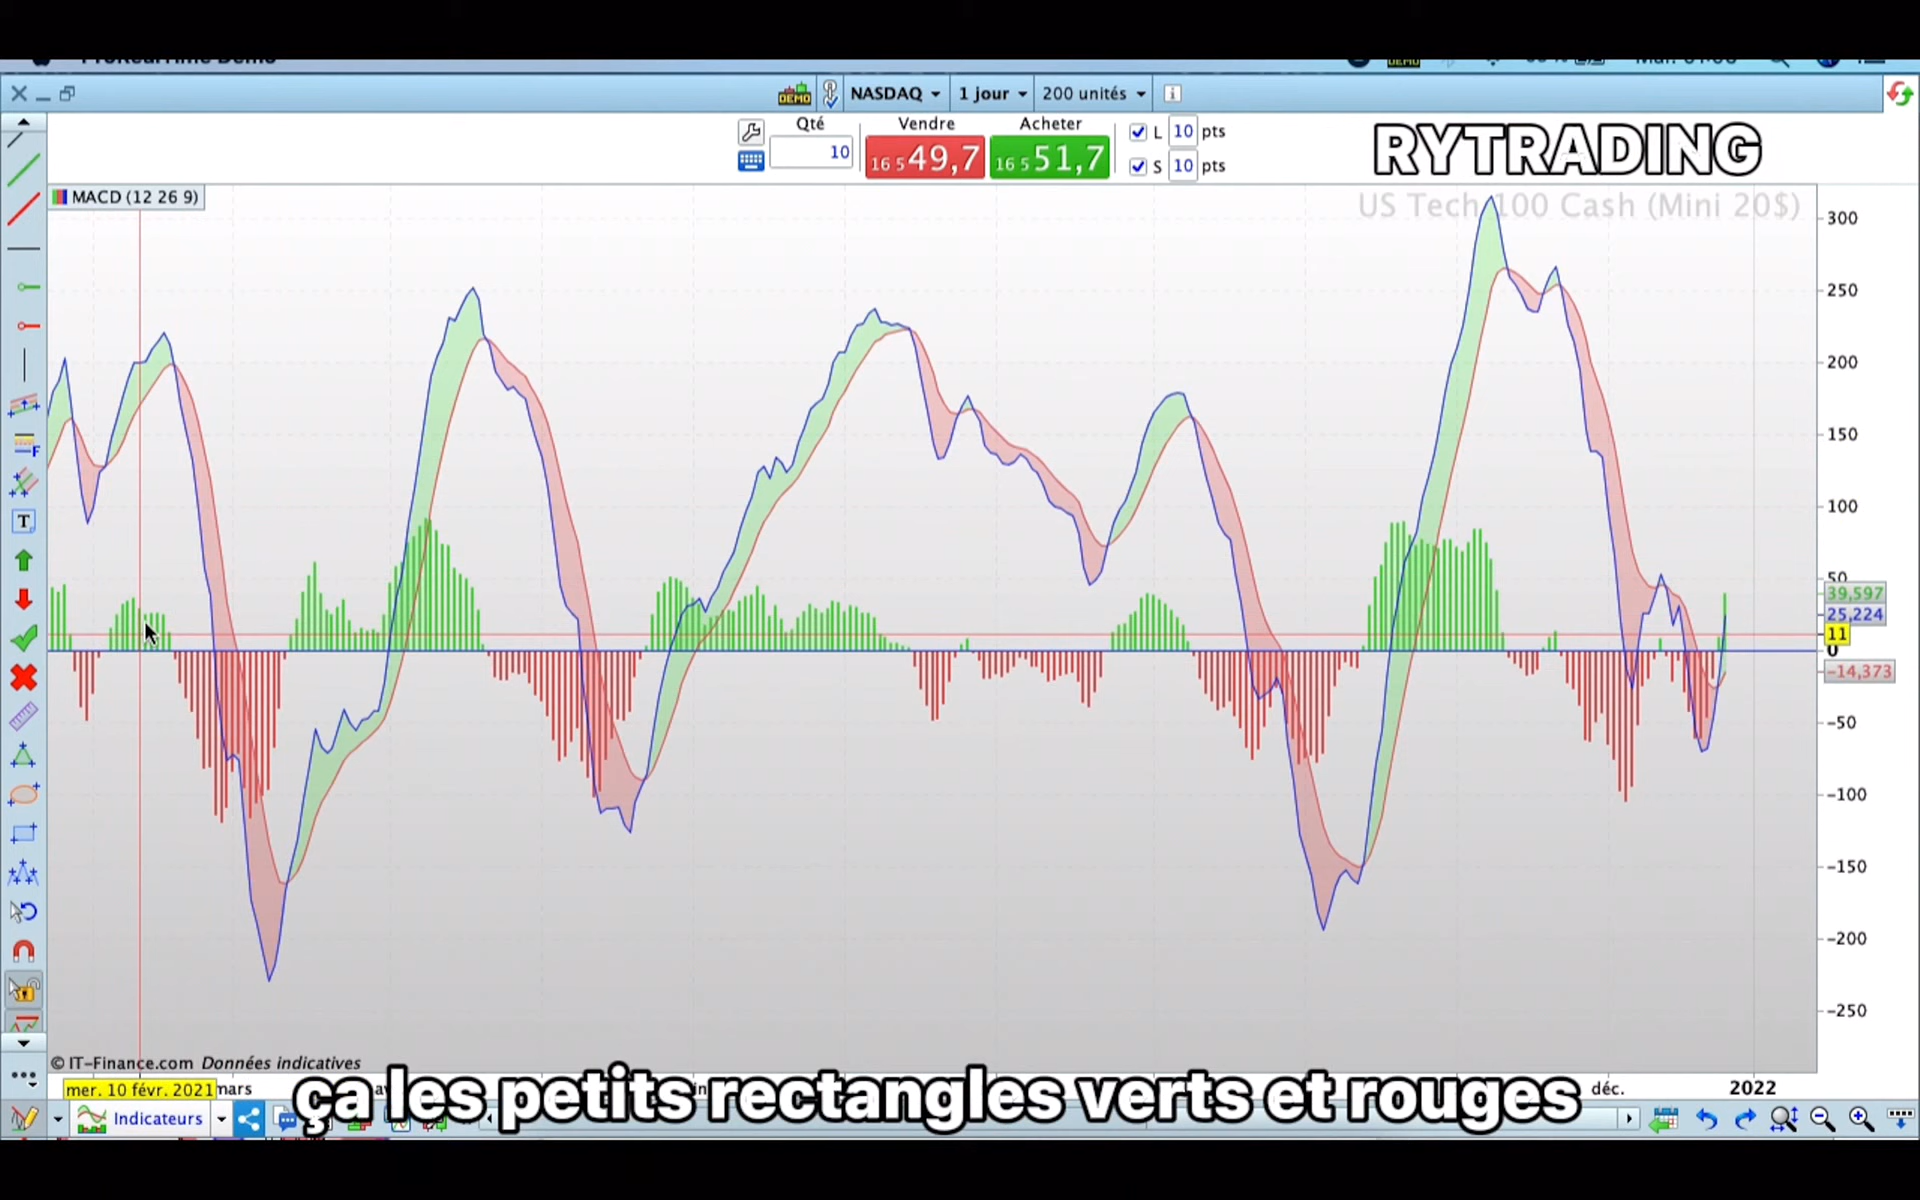 DEMO
NASDAQ
1 jour
200 unités
Qté
10
Vendre
16 5 49,7
Acheter
16 5 51,7
L 10 pts
S 10 pts
RYTRADING
MACD (12 26 9)
US Tech 100 Cash (Mini 20$)
300
250
200
150
100
50
39,597
25,224
11
0
-14,373
-50
-100
-150
-200
-250
© IT-Finance.com Données indicatives
mer. 10 févr. 2021
mars
déc.
2022
ça les petits rectangles verts et rouges
Indicateurs